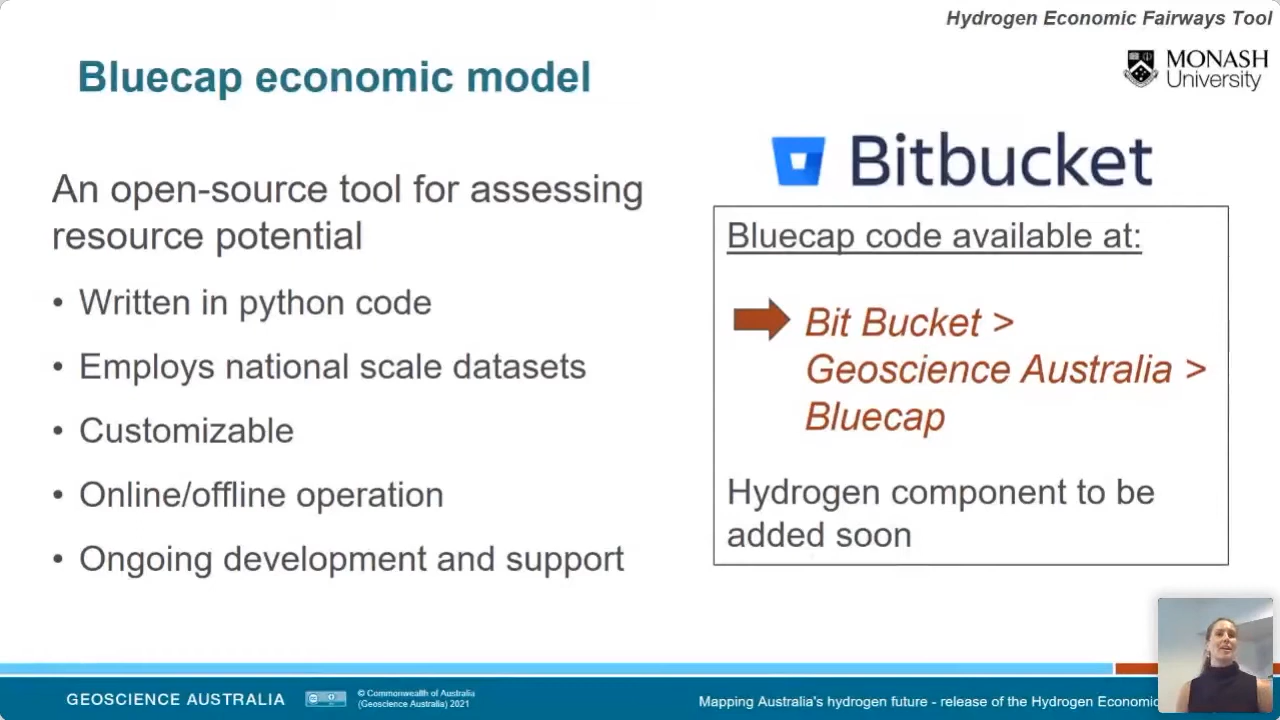 Hydrogen Economic Fairways Tool
Bluecap economic model
MONASH
University
An open-source tool for assessing
resource potential
• Written in python code
• Employs national scale datasets
• Customizable
• Online/offline operation
• Ongoing development and support
Bitbucket
Bluecap code available at:
Bit Bucket >
Geoscience Australia >
Bluecap
Hydrogen component to be
added soon
GEOSCIENCE AUSTRALIA
© Commonwealth of Australia
(Geoscience Australia) 2021
Mapping Australia's hydrogen future - release of the Hydrogen Economic